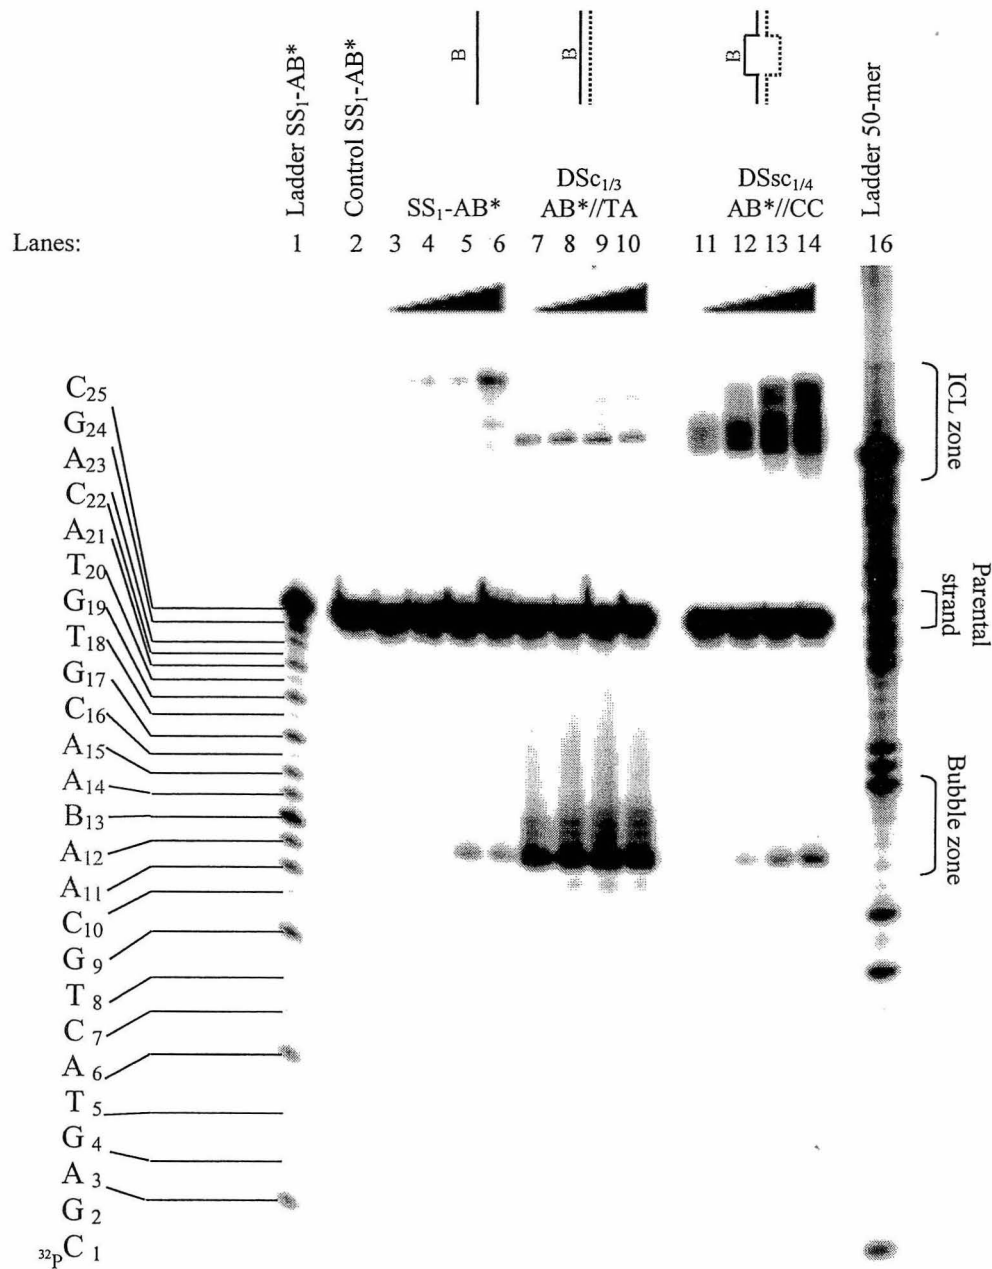 Ladder SS₁-AB*
Control SS₁-AB*
B
B
B
SS₁-AB*
DSc₁/₃
AB*//TA
DSsc₁/₄
AB*//CC
Ladder 50-mer
Lanes: 1 2 3 4 5 6 7 8 9 10 11 12 13 14 16
C₂₅
G₂₄
A₂₃
C₂₂
A₂₁
T₂₀
G₁₉
T₁₈
G₁₇
C₁₆
A₁₅
A₁₄
B₁₃
A₁₂
A₁₁
C₁₀
G₉
T₈
C₇
A₆
T₅
G₄
A₃
G₂
³²PC₁
ICL zone
Parental
strand
Bubble zone